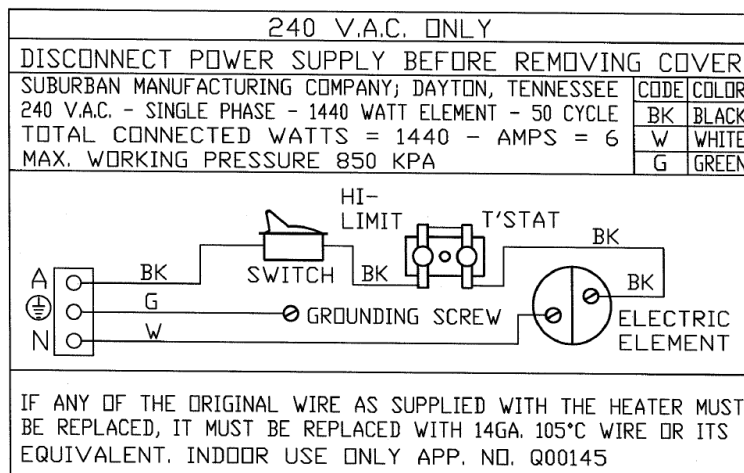 240 V.A.C. ONLY
DISCONNECT POWER SUPPLY BEFORE REMOVING COVER
SUBURBAN MANUFACTURING COMPANY; DAYTON, TENNESSEE
240 V.A.C. - SINGLE PHASE - 1440 WATT ELEMENT - 50 CYCLE
TOTAL CONNECTED WATTS = 1440 - AMPS = 6
MAX. WORKING PRESSURE 850 KPA
CODE COLOR
BK BLACK
W WHITE
G GREEN
HI-
LIMIT
T'STAT
BK
A
BK
SWITCH
BK
BK
G
GROUNDING SCREW
ELECTRIC
ELEMENT
N
W
IF ANY OF THE ORIGINAL WIRE AS SUPPLIED WITH THE HEATER MUST
BE REPLACED, IT MUST BE REPLACED WITH 14GA. 105°C WIRE OR ITS
EQUIVALENT. INDOOR USE ONLY APP. NO. Q00145